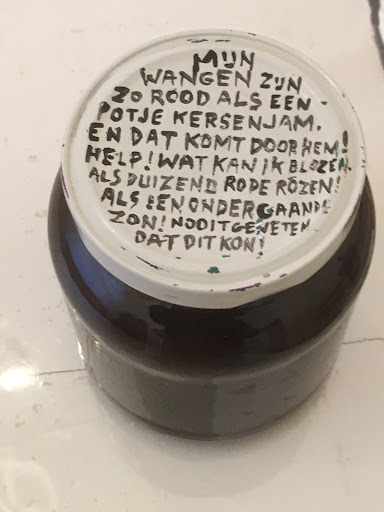 MIJN
WANGEN ZIJN
ZO ROOD ALS EEN
POTJE KERSENJAM.
EN DAT KOMT DOOR HEM!
HELP! WAT KAN IK BLOZEN.
ALS DUIZEND RODE ROZEN!
ALS EEN ONDERGAANDE
ZON! NOOIT GEWETEN
DAT DIT KON!